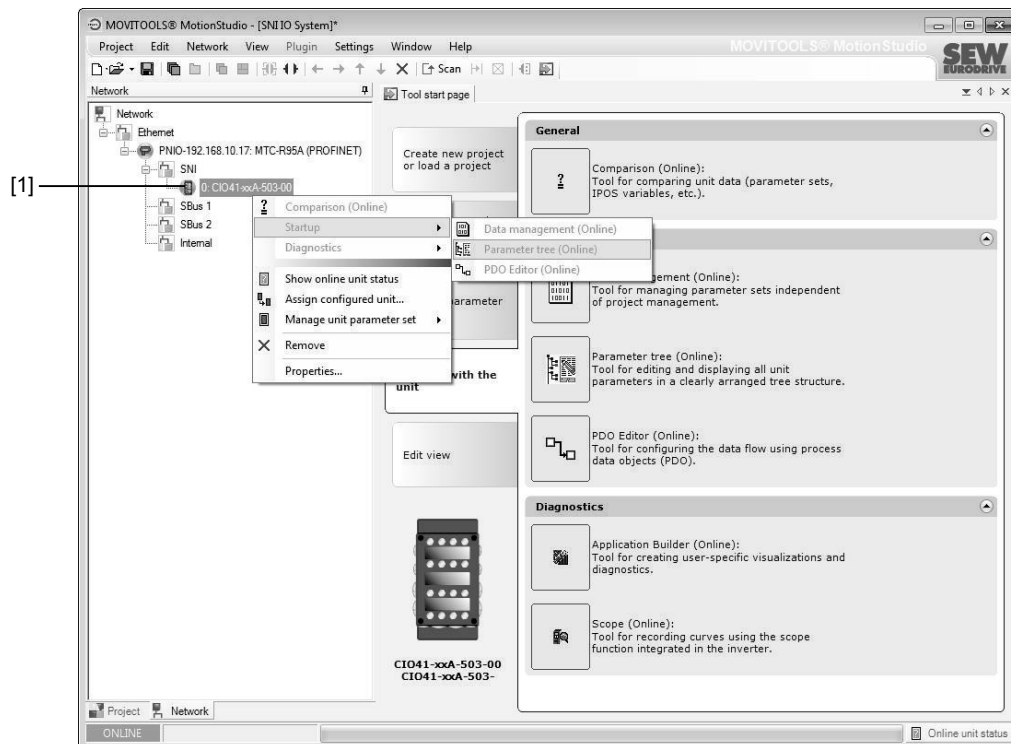 MOVITOOLS® MotionStudio - [SNI IO System]*
Project Edit Network View Plugin Settings Window Help
MOVITOOLS® MotionStudio
SEW
EURODRIVE
Scan
Network
Tool start page
Network
Ethernet
PNIO-192.168.10.17: MTC-R95A (PROFINET)
SNI
[1]
0: CIO41-xxA-503-00
SBus 1
SBus 2
Internal
Comparison (Online)
Startup
Diagnostics
Show online unit status
Assign configured unit...
Manage unit parameter set
Remove
Properties...
Data management (Online)
Parameter tree (Online)
PDO Editor (Online)
Create new project
or load a project
parameter
with the
unit
Edit view
CIO41-xxA-503-00
CIO41-xxA-503-
General
Comparison (Online):
Tool for comparing unit data (parameter sets,
IPOS variables, etc.).
gement (Online):
Tool for managing parameter sets independent
of project management.
Parameter tree (Online):
Tool for editing and displaying all unit
parameters in a clearly arranged tree structure.
PDO Editor (Online):
Tool for configuring the data flow using process
data objects (PDO).
Diagnostics
Application Builder (Online):
Tool for creating user-specific visualizations and
diagnostics.
Scope (Online):
Tool for recording curves using the scope
function integrated in the inverter.
Project Network
ONLINE
Online unit status